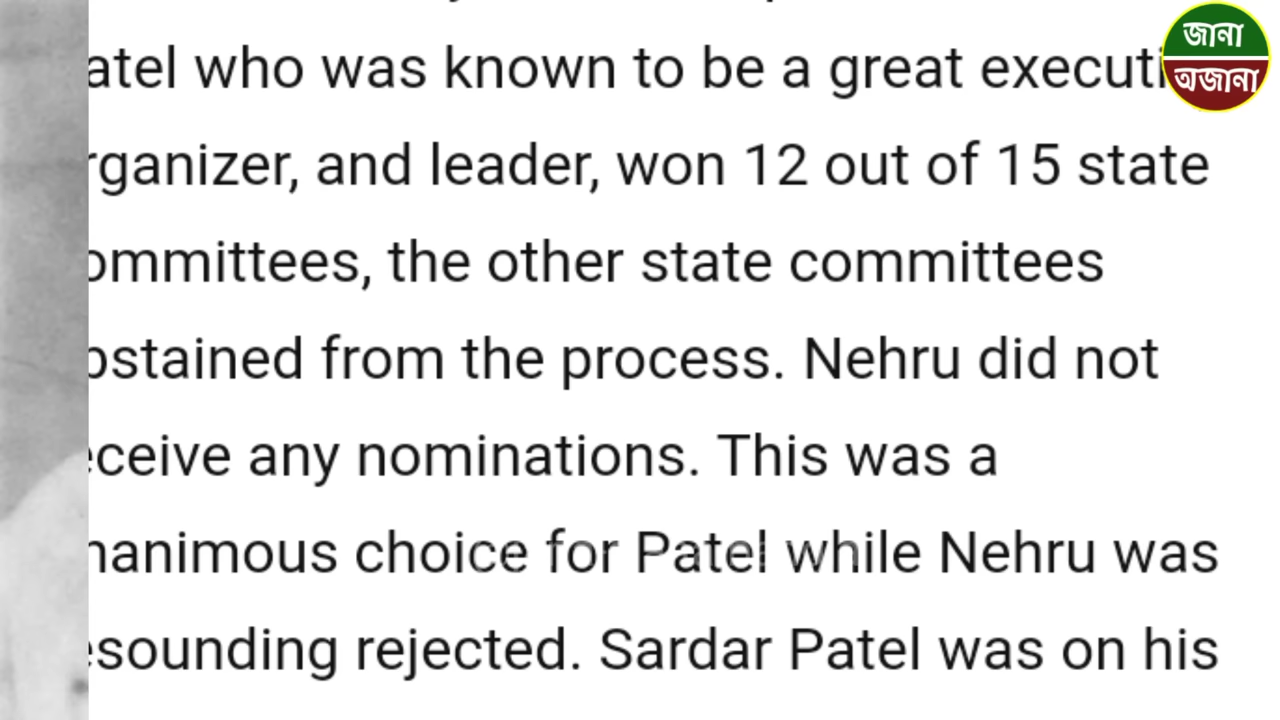 atel who was known to be a great executi
rganizer, and leader, won 12 out of 15 state
ommittees, the other state committees
bstained from the process. Nehru did not
eceive any nominations. This was a
nanimous choice for Patel while Nehru was
esounding rejected. Sardar Patel was on his
জানা
অজানা